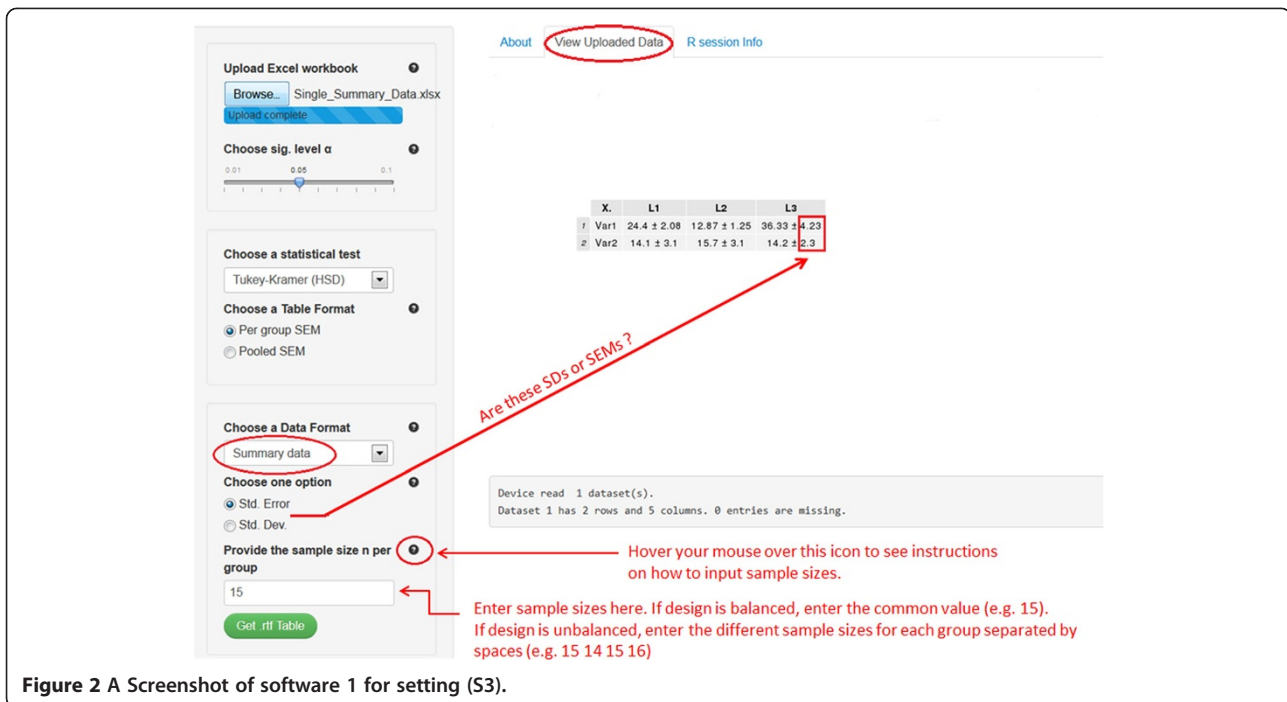 About
View Uploaded Data
R session Info
Upload Excel workbook ?
Browse... Single_Summary_Data.xlsx
Upload complete
Choose sig. level α ?
0.01 0.05 0.1
Choose a statistical test
Tukey-Kramer (HSD)
Choose a Table Format ?
Per group SEM
Pooled SEM
Choose a Data Format ?
Summary data
Choose one option ?
Std. Error
Std. Dev.
Provide the sample size n per ?
group
15
Get .rtf Table
X. L1 L2 L3
1 Var1 24.4 ± 2.08 12.87 ± 1.25 36.33 ± 4.23
2 Var2 14.1 ± 3.1 15.7 ± 3.1 14.2 ± 2.3
Are these SDs or SEMs ?
Device read 1 dataset(s).
Dataset 1 has 2 rows and 5 columns. 0 entries are missing.
Hover your mouse over this icon to see instructions
on how to input sample sizes.
Enter sample sizes here. If design is balanced, enter the common value (e.g. 15).
If design is unbalanced, enter the different sample sizes for each group separated by
spaces (e.g. 15 14 15 16)
Figure 2 A Screenshot of software 1 for setting (S3).